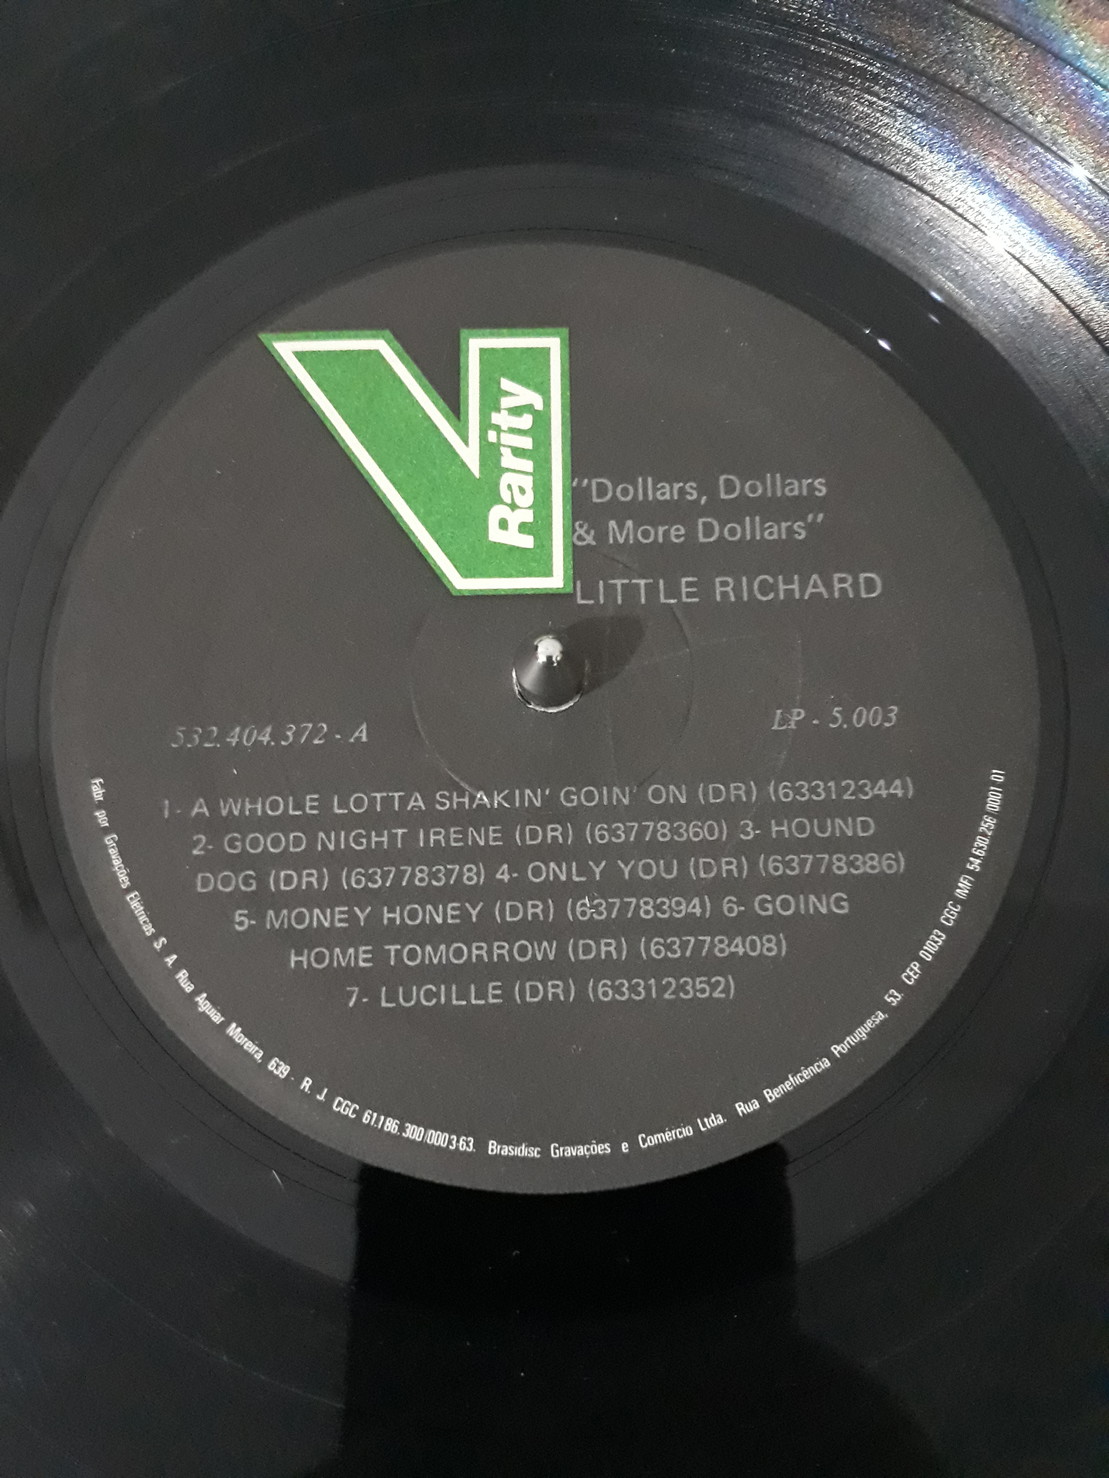 Rarity
"Dollars, Dollars
& More Dollars"
LITTLE RICHARD
532.404.372 - A
LP - 5.003
1- A WHOLE LOTTA SHAKIN' GOIN' ON (DR) (63312344)
2- GOOD NIGHT IRENE (DR) (63778360) 3- HOUND
DOG (DR) (63778378) 4- ONLY YOU (DR) (63778386)
5- MONEY HONEY (DR) (63778394) 6- GOING
HOME TOMORROW (DR) (63778408)
7- LUCILLE (DR) (63312352)
Fabr. por Gravações Elétricas S. A. Rua Aguiar Moreira, 639 - R. J. CGC 61.186.300/0003-63. Brasidisc Gravações e Comércio Ltda. Rua Beneficência Portuguesa, 53. CEP 01033 CGC (MF) 54.630.256/0001 01